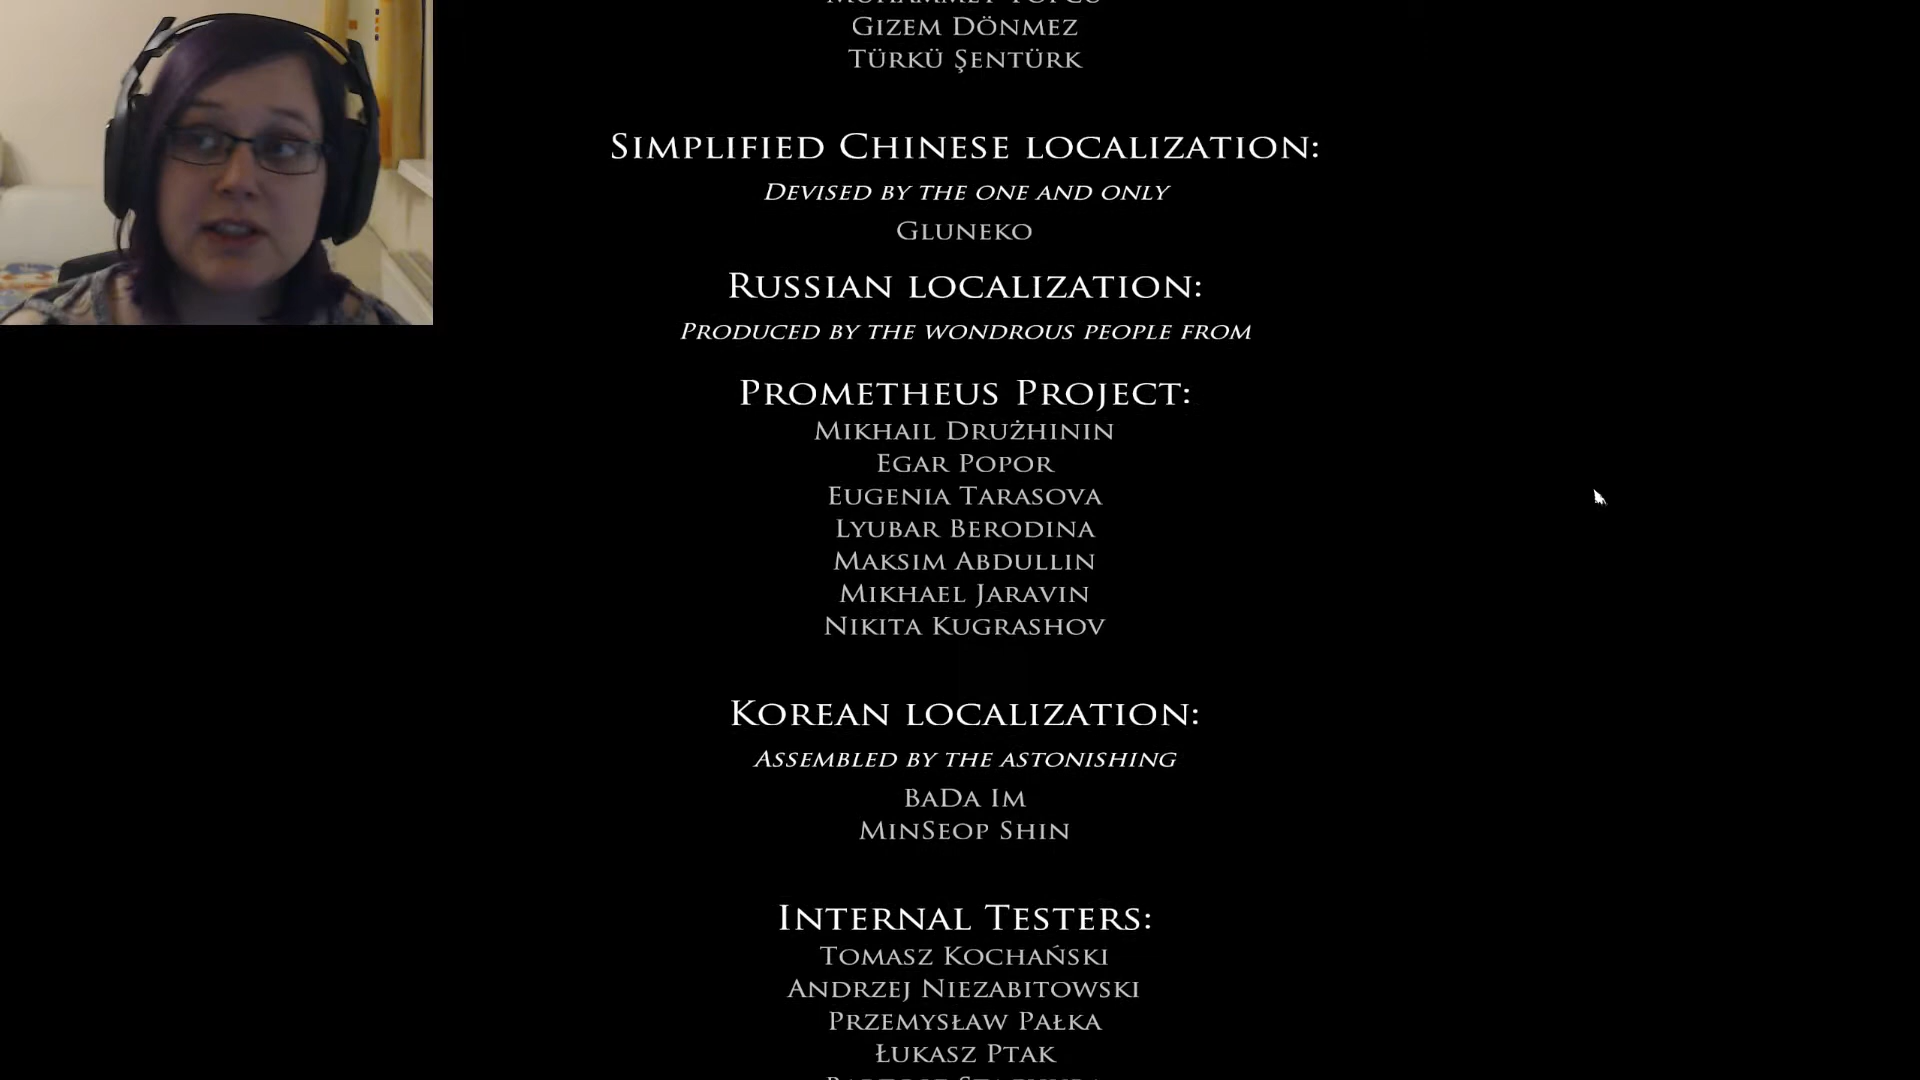 Gizem Dönmez
Türkü Şentürk
Simplified Chinese localization:
Devised by the one and only
Gluneko
Russian localization:
Produced by the wondrous people from
Prometheus Project:
Mikhail Drużhinin
Egar Popor
Eugenia Tarasova
Lyubar Berodina
Maksim Abdullin
Mikhael Jaravin
Nikita Kugrashov
Korean localization:
Assembled by the astonishing
BaDa Im
MinSeop Shin
Internal Testers:
Tomasz Kochański
Andrzej Niezabitowski
Przemysław Pałka
Łukasz Ptak